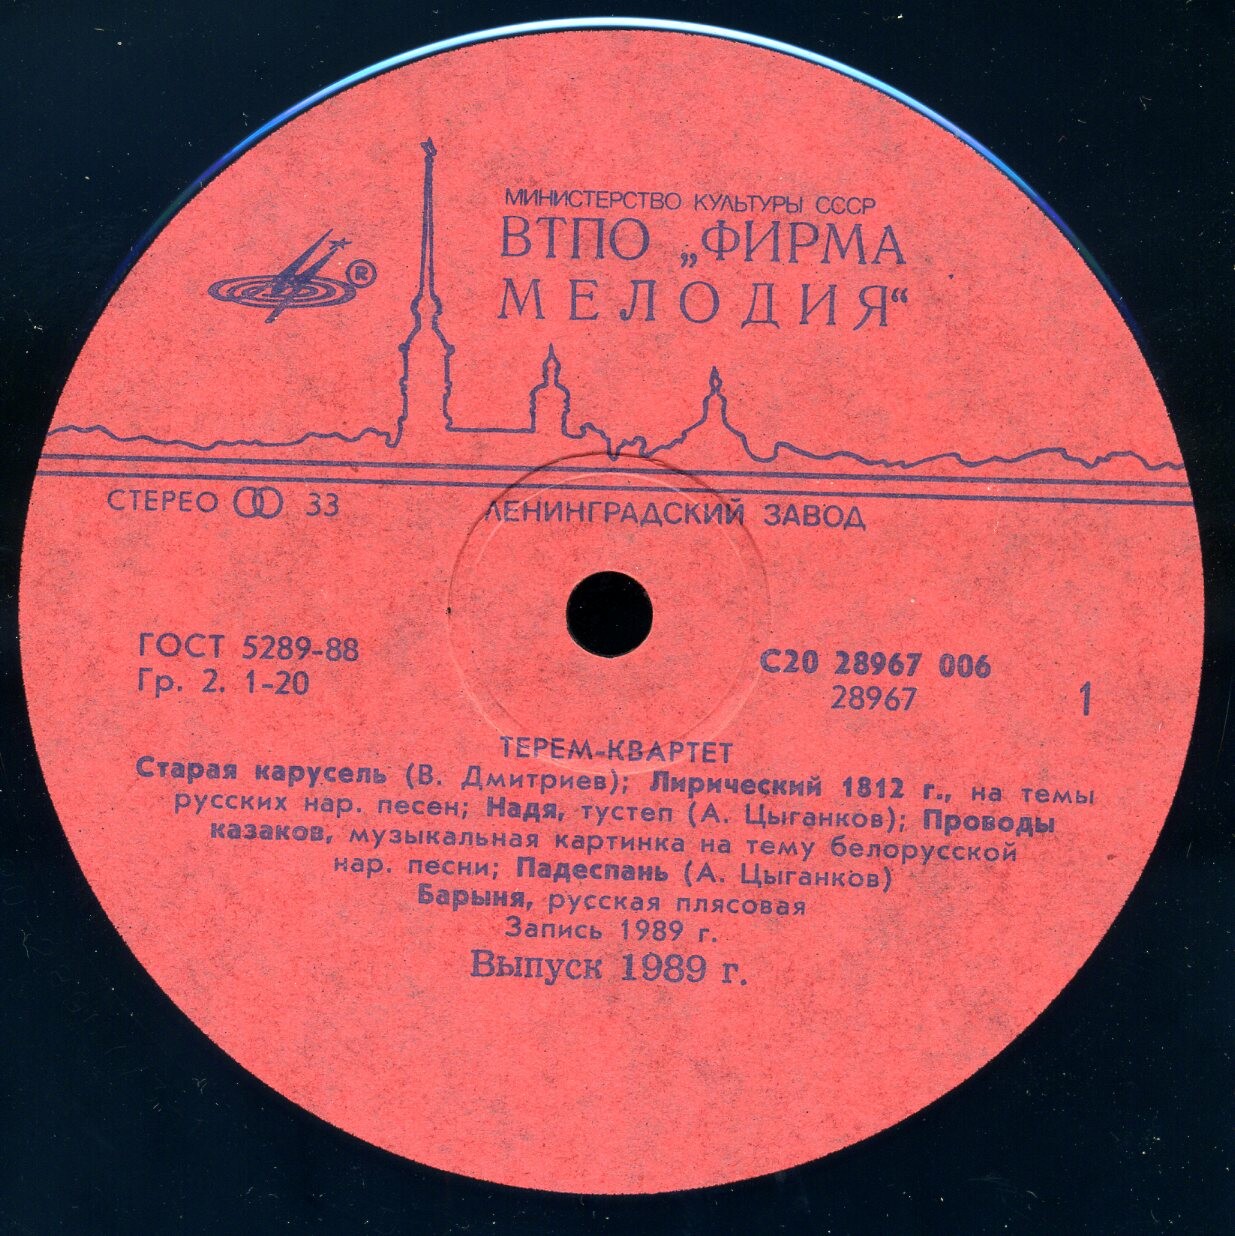 МИНИСТЕРСТВО КУЛЬТУРЫ СССР
ВТПО „ФИРМА
МЕЛОДИЯ“
®
СТЕРЕО 33
ЛЕНИНГРАДСКИЙ ЗАВОД
ГОСТ 5289-88
Гр. 2. 1-20
С20 28967 006
28967
1
ТЕРЕМ-КВАРТЕТ
Старая карусель (В. Дмитриев); Лирический 1812 г., на темы
русских нар. песен; Надя, тустеп (А. Цыганков); Проводы
казаков, музыкальная картинка на тему белорусской
нар. песни; Падеспань (А. Цыганков)
Барыня, русская плясовая
Запись 1989 г.
Выпуск 1989 г.